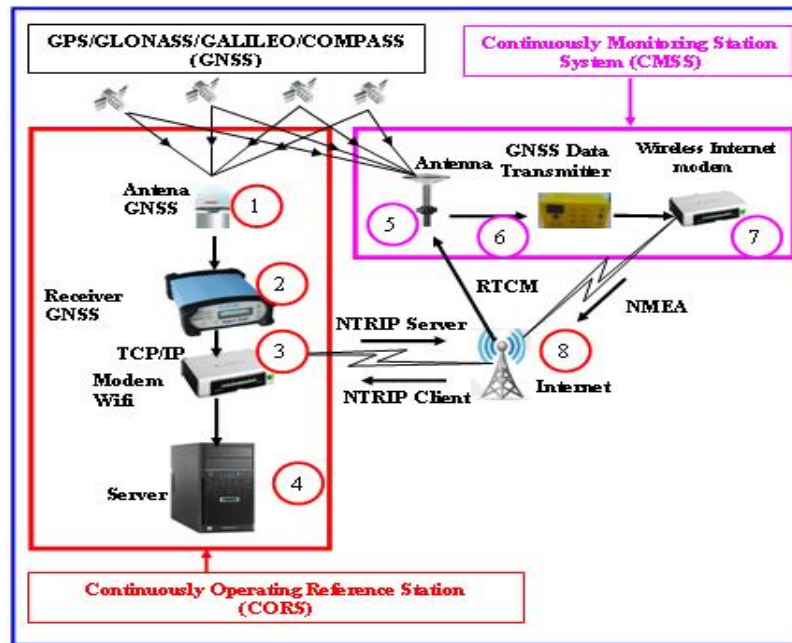 GPS/GLONASS/GALILEO/COMPASS
(GNSS)
Continuously Monitoring Station
System (CMSS)
Antena
GNSS
1
Antenna
GNSS Data
Transmitter
Wireless Internet
modem
5
6
7
2
Receiver
GNSS
RTCM
NMEA
TCP/IP
3
NTRIP Server
8
Modem
Wifi
NTRIP Client
Internet
Server
4
Continuously Operating Reference Station
(CORS)